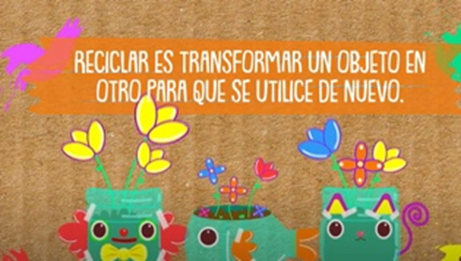 RECICLAR ES TRANSFORMAR UN OBJETO EN
OTRO PARA QUE SE UTILICE DE NUEVO.